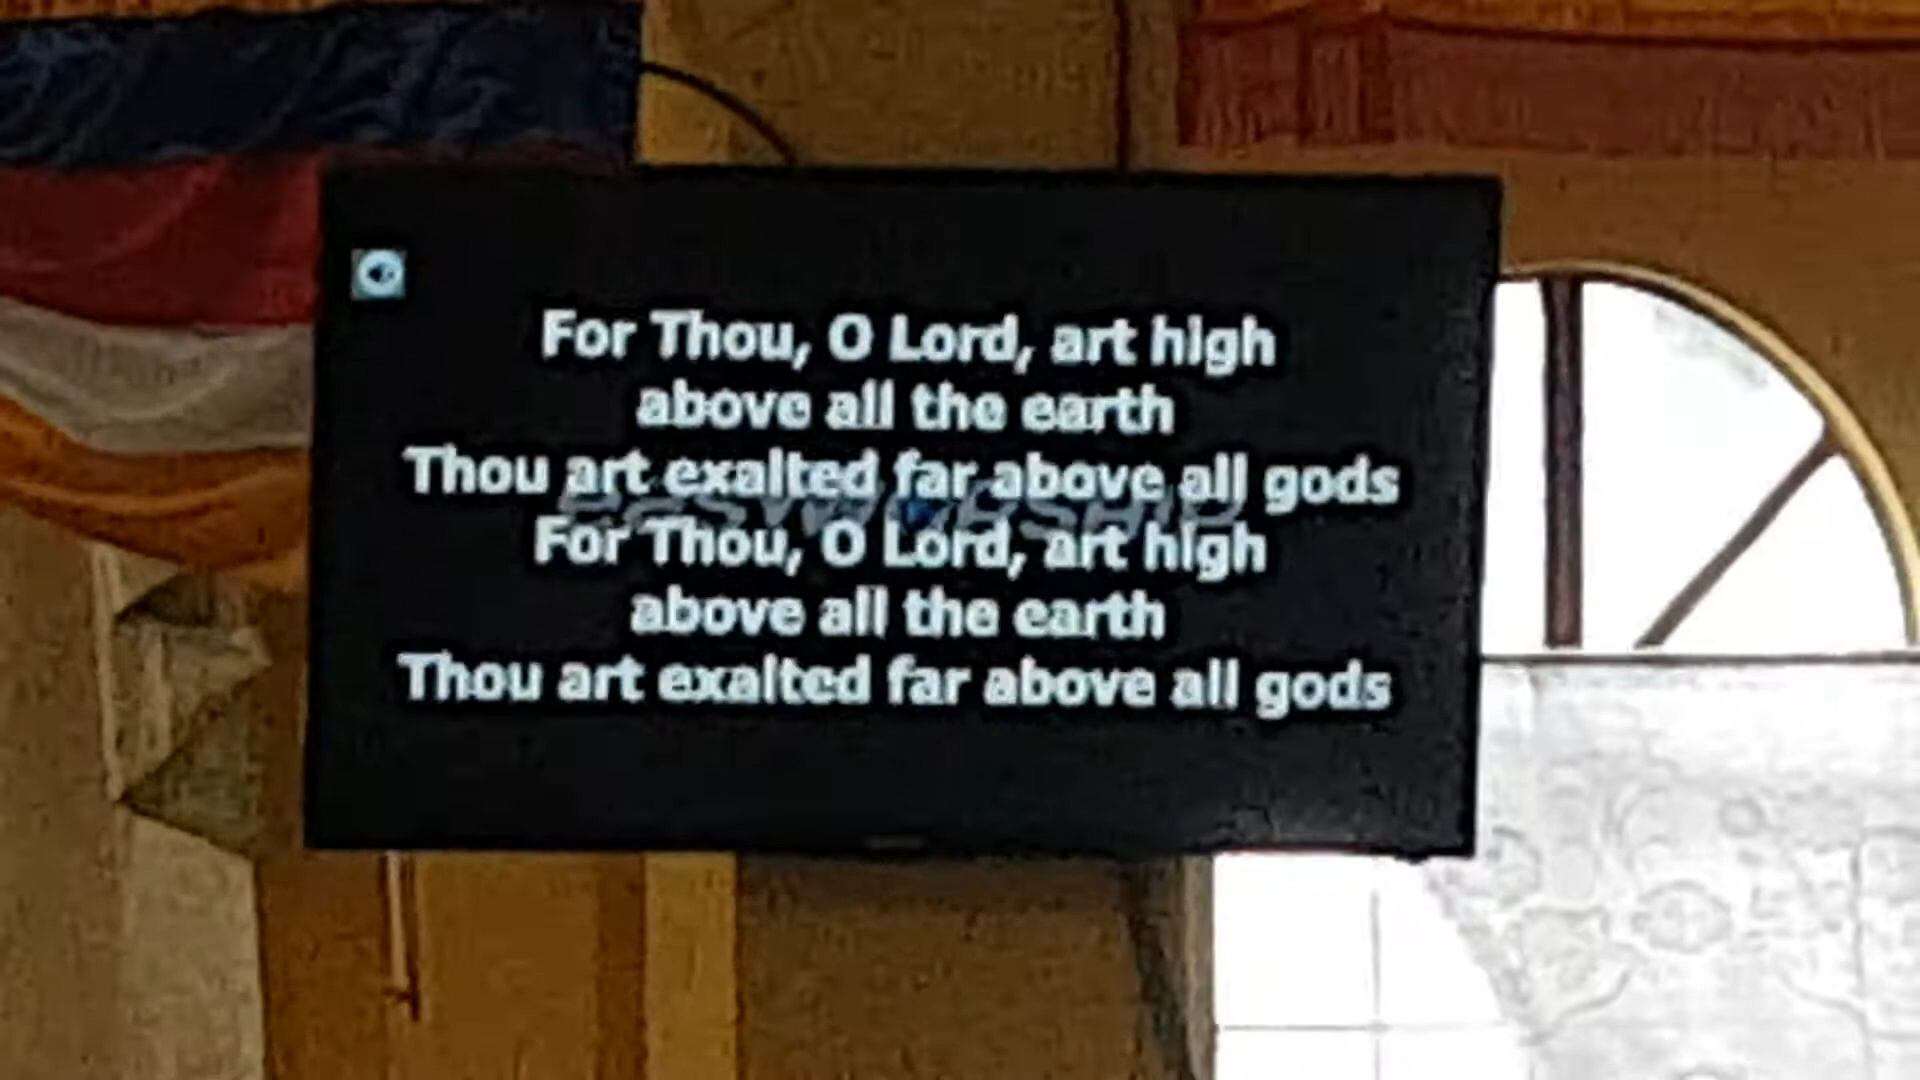 For Thou, O Lord, art high
above all the earth
Thou art exalted far above all gods
easyworship
For Thou, O Lord, art high
above all the earth
Thou art exalted far above all gods